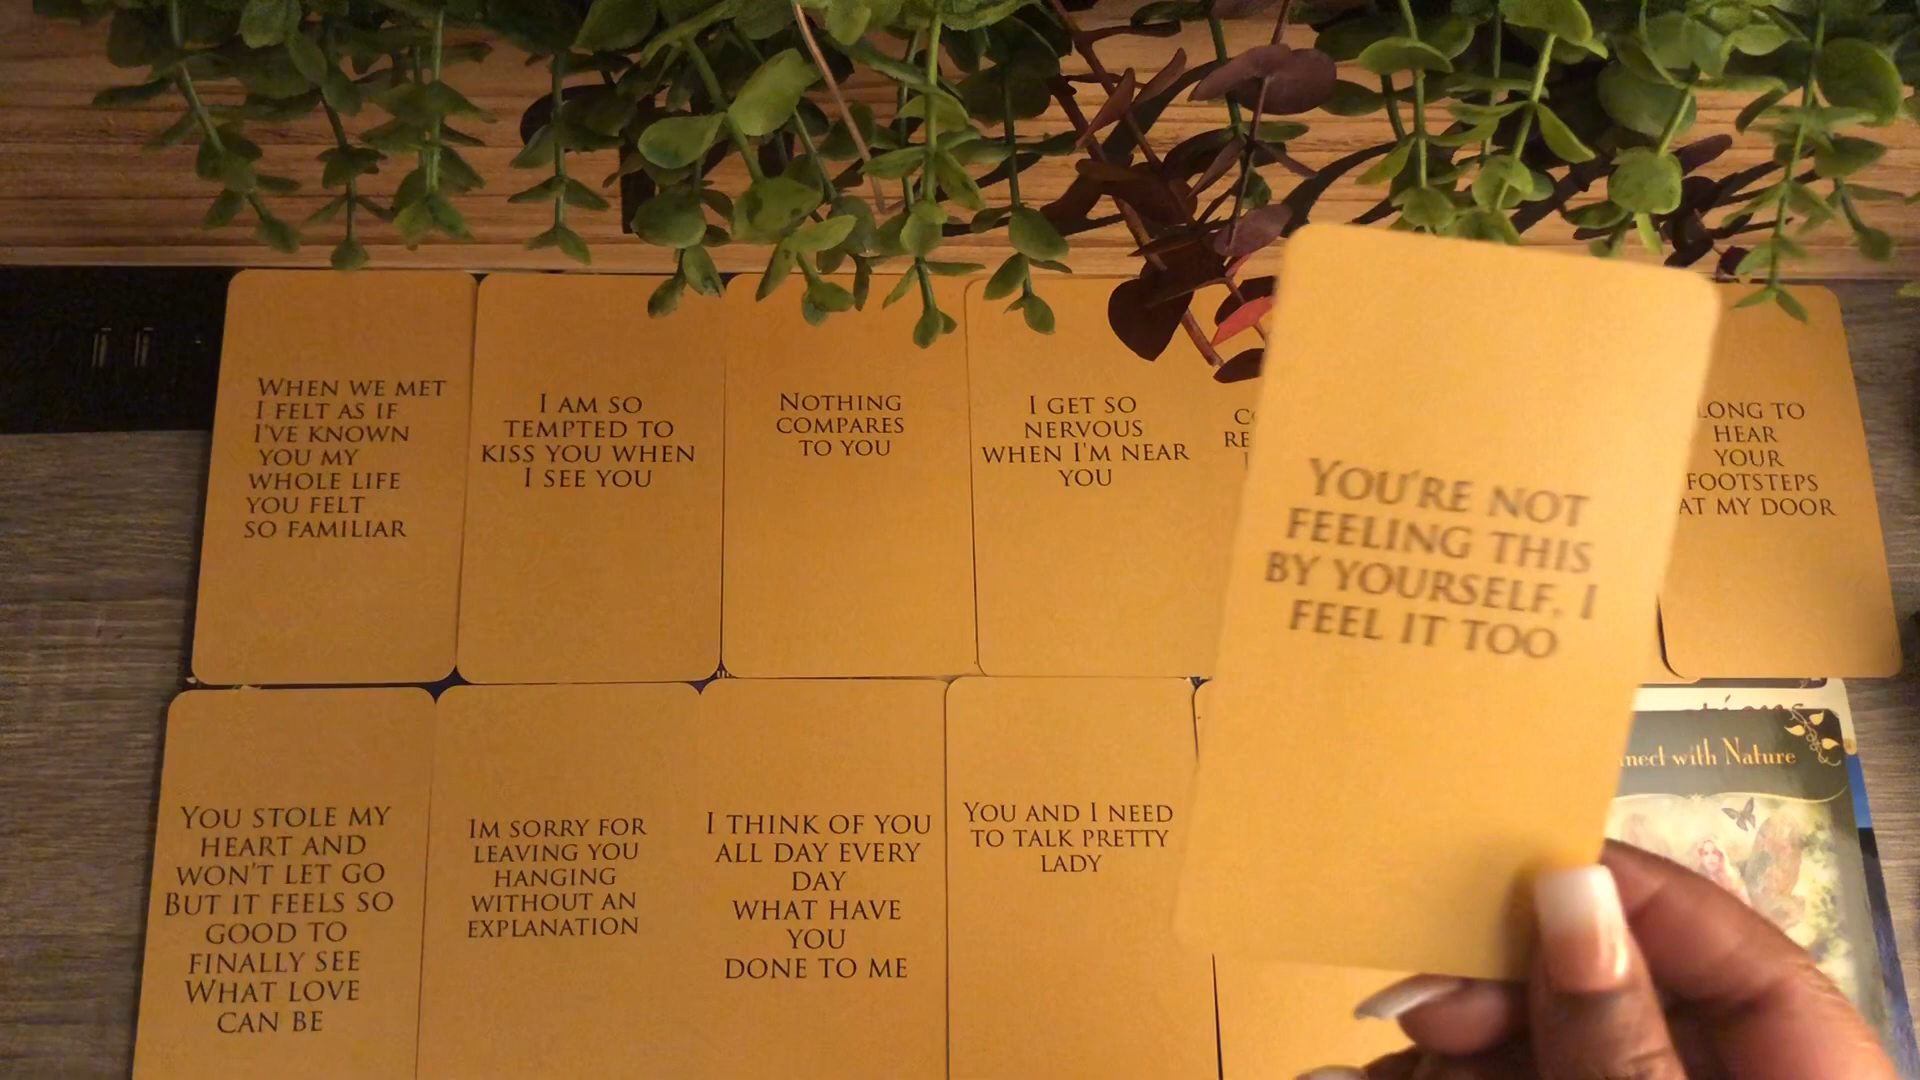 When we met
I felt as if
I've known
you my
whole life
you felt
so familiar
I am so
tempted to
kiss you when
I see you
Nothing
compares
to you
I get so
nervous
when I'm near
you
You're not
feeling this
by yourself, I
feel it too
long to
hear
your
footsteps
at my door
You stole my
heart and
won't let go
But it feels so
good to
finally see
What love
can be
Im sorry for
leaving you
hanging
without an
explanation
I think of you
all day every
day
what have
you
done to me
You and I need
to talk pretty
lady
with Nature